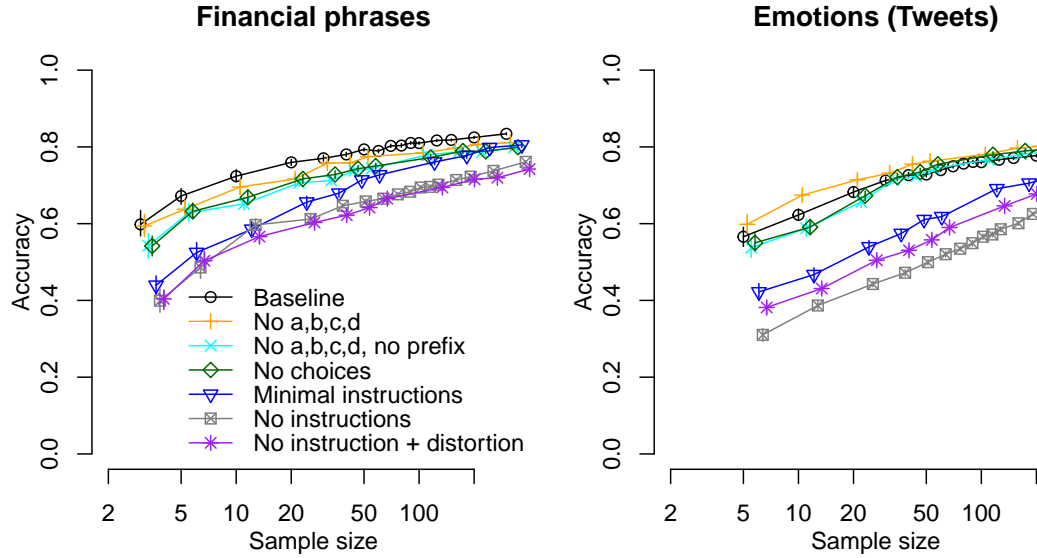 Financial phrases
Accuracy
0.0 0.2 0.4 0.6 0.8 1.0
Baseline
No a,b,c,d
No a,b,c,d, no prefix
No choices
Minimal instructions
No instructions
No instruction + distortion
2 5 10 20 50 100
Sample size
Emotions (Tweets)
Accuracy
0.0 0.2 0.4 0.6 0.8 1.0
2 5 10 20 50 100
Sample size